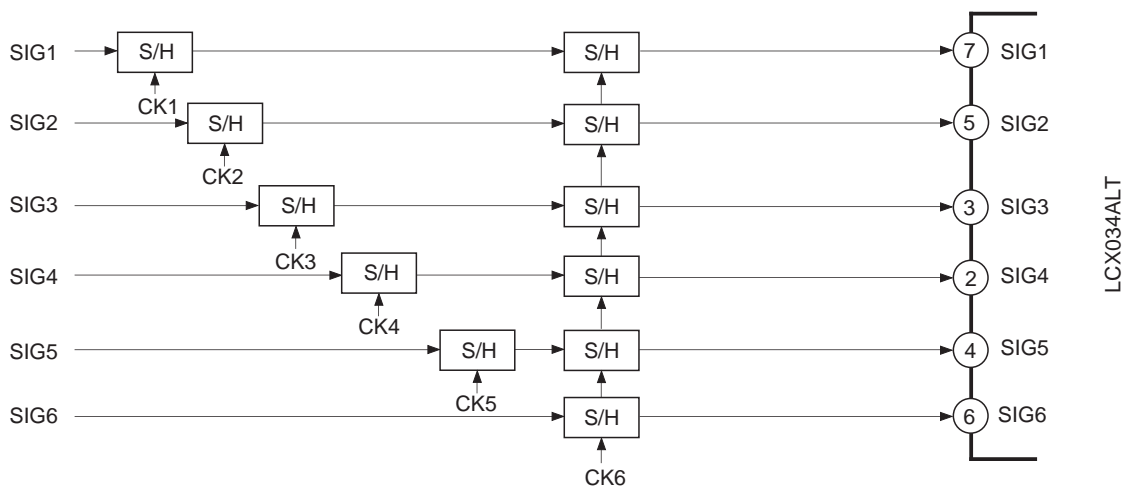 SIG1 S/H S/H 7 SIG1
CK1
SIG2 S/H S/H 5 SIG2
CK2
SIG3 S/H S/H 3 SIG3
CK3
SIG4 S/H S/H 2 SIG4
CK4
SIG5 S/H S/H 4 SIG5
CK5
SIG6 S/H 6 SIG6
CK6
LCX034ALT